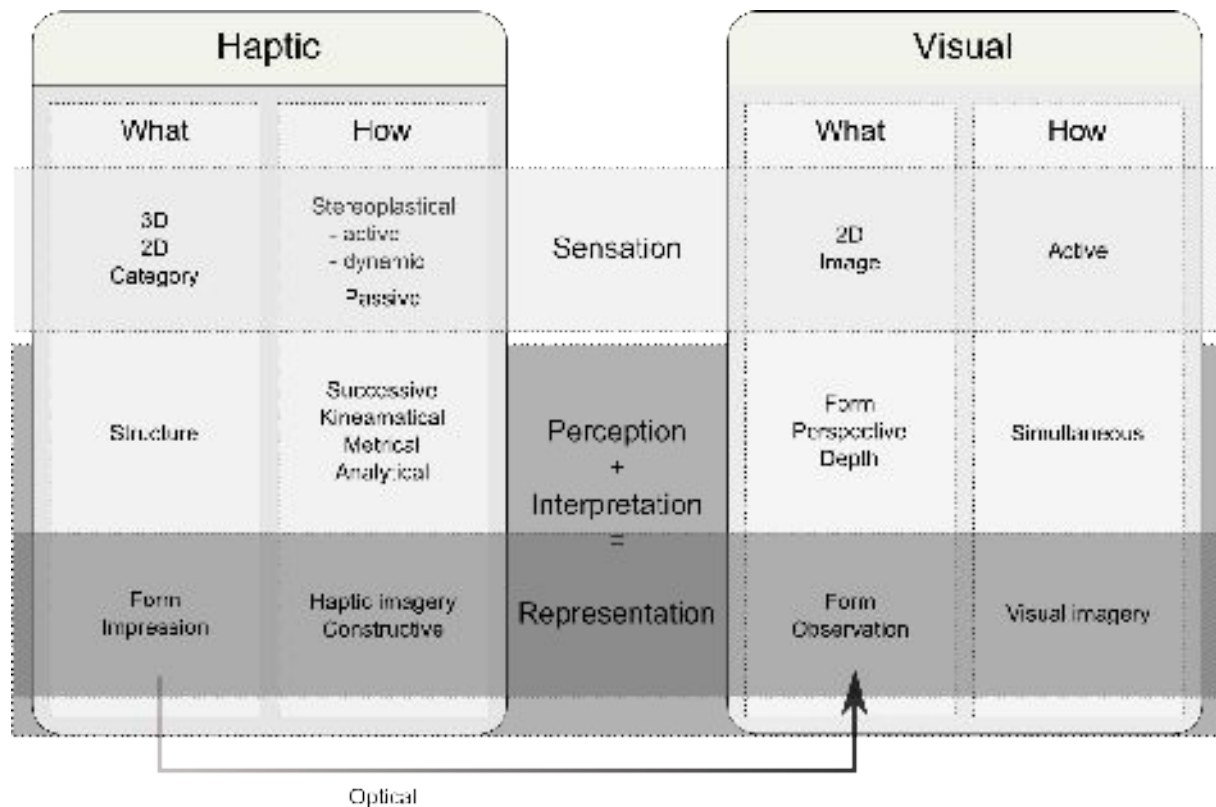 Haptic
Visual
What
How
What
How
3D
2D
Category
Stereoplastical
- active
- dynamic
Passive
Sensation
2D
Image
Active
Structure
Successive
Kineamatical
Metrical
Analytical
Perception
+
Interpretation
=
Form
Perspective
Depth
Simultaneous
Form
Impression
Haptic imagery
Constructive
Representation
Form
Observation
Visual imagery
Optical